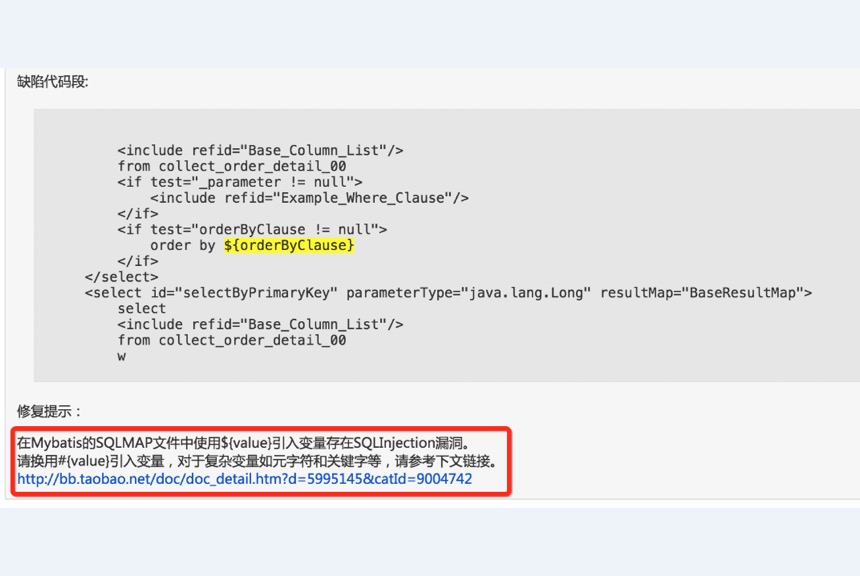 缺陷代码段:
<include refid="Base_Column_List"/>
from collect_order_detail_00
<if test="_parameter != null">
<include refid="Example_Where_Clause"/>
</if>
<if test="orderByClause != null">
order by ${orderByClause}
</if>
</select>
<select id="selectByPrimaryKey" parameterType="java.lang.Long" resultMap="BaseResultMap">
select
<include refid="Base_Column_List"/>
from collect_order_detail_00
w
修复提示：
在Mybatis的SQLMAP文件中使用${value}引入变量存在SQLInjection漏洞。
请换用#{value}引入变量，对于复杂变量如元字符和关键字等，请参考下文链接。
http://bb.taobao.net/doc/doc_detail.htm?d=5995145&catId=9004742